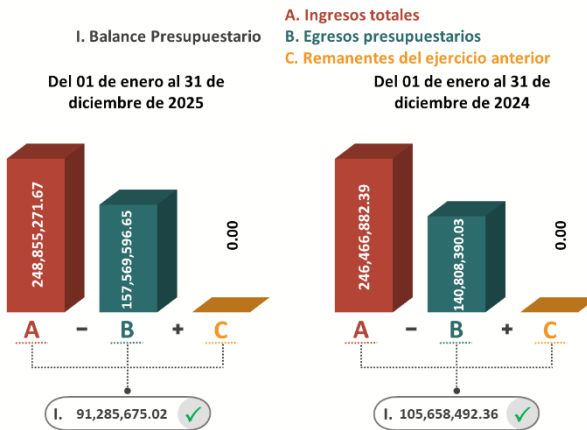 A. Ingresos totales
I. Balance Presupuestario
B. Egresos presupuestarios
C. Remanentes del ejercicio anterior
Del 01 de enero al 31 de
diciembre de 2025
248,855,271.67
157,569,596.65
0.00
A - B + C
I. 91,285,675.02 ✓
Del 01 de enero al 31 de
diciembre de 2024
246,466,882.39
140,808,390.03
0.00
A - B + C
I. 105,658,492.36 ✓